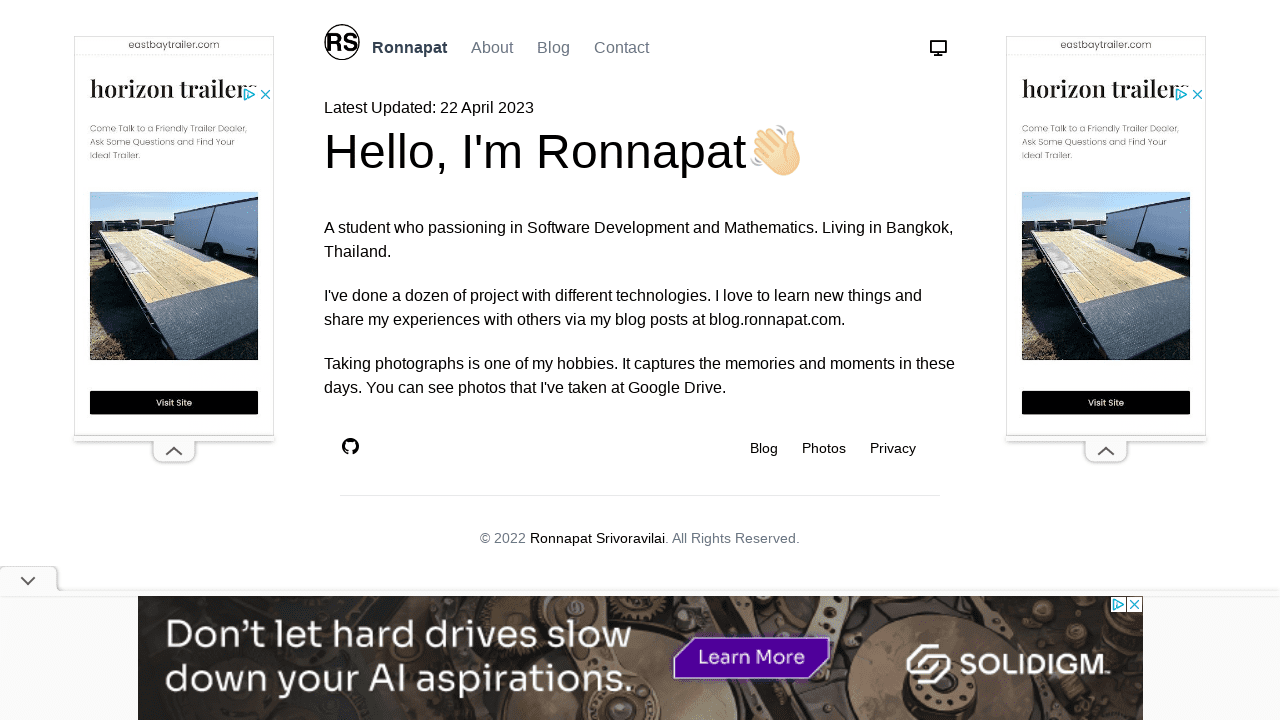 RS
Ronnapat About Blog Contact
Latest Updated: 22 April 2023
Hello, I'm Ronnapat
A student who passioning in Software Development and Mathematics. Living in Bangkok,
Thailand.
I've done a dozen of project with different technologies. I love to learn new things and
share my experiences with others via my blog posts at blog.ronnapat.com.
Taking photographs is one of my hobbies. It captures the memories and moments in these
days. You can see photos that I've taken at Google Drive.
Blog Photos Privacy
© 2022 Ronnapat Srivoravilai. All Rights Reserved.
eastbaytrailer.com
horizon trailers
Come Talk to a Friendly Trailer Dealer,
Ask Some Questions and Find Your
Ideal Trailer.
Visit Site
eastbaytrailer.com
horizon trailers
Come Talk to a Friendly Trailer Dealer,
Ask Some Questions and Find Your
Ideal Trailer.
Visit Site
Don't let hard drives slow
down your AI aspirations.
Learn More
SOLIDIGM